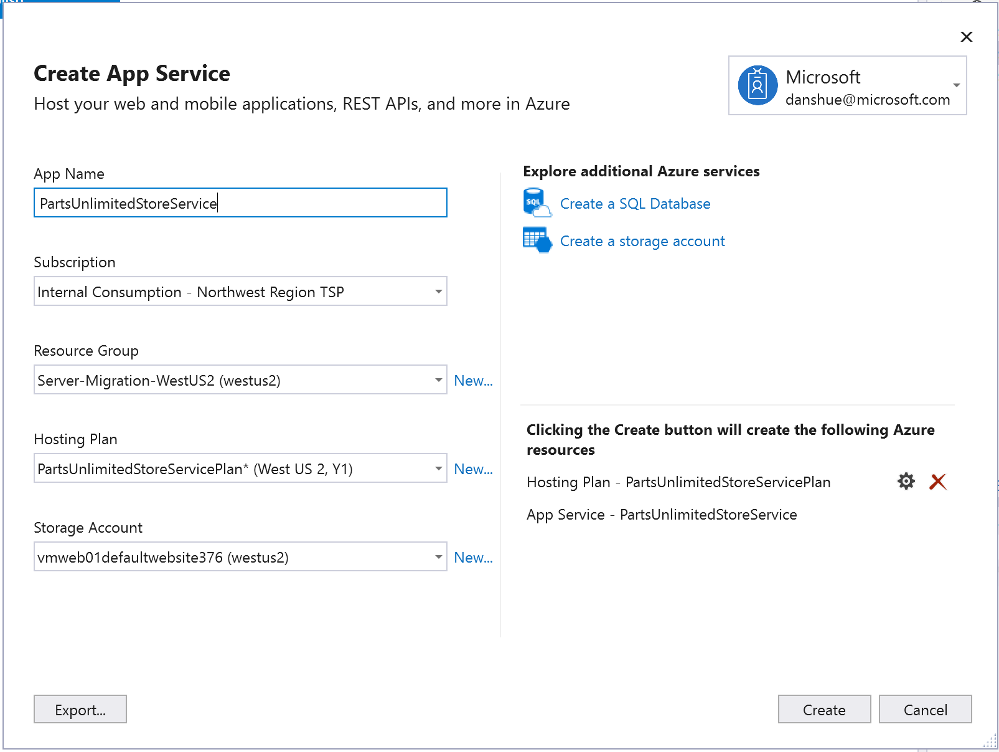 Create App Service
Host your web and mobile applications, REST APIs, and more in Azure
Microsoft
danshue@microsoft.com
App Name
PartsUnlimitedStoreService
Subscription
Internal Consumption - Northwest Region TSP
Resource Group
Server-Migration-WestUS2 (westus2)
New...
Hosting Plan
PartsUnlimitedStoreServicePlan* (West US 2, Y1)
New...
Storage Account
vmweb01defaultwebsite376 (westus2)
New...
Explore additional Azure services
SQL
Create a SQL Database
Create a storage account
Clicking the Create button will create the following Azure
resources
Hosting Plan - PartsUnlimitedStoreServicePlan
App Service - PartsUnlimitedStoreService
Export...
Create
Cancel